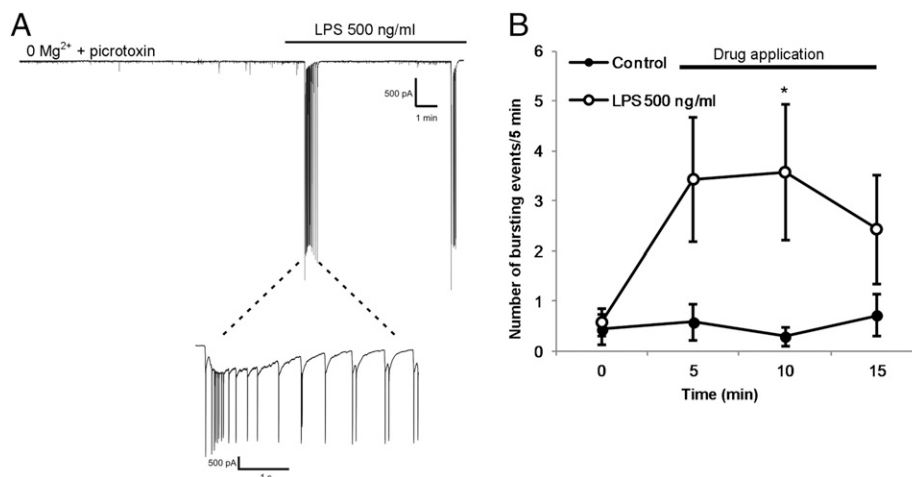 A
LPS 500 ng/ml
0 Mg²⁺ + picrotoxin
500 pA
1 min
500 pA
B
Number of bursting events/5 min
6
5
4
3
2
1
0
Control
LPS 500 ng/ml
Drug application
*
0 5 10 15
Time (min)